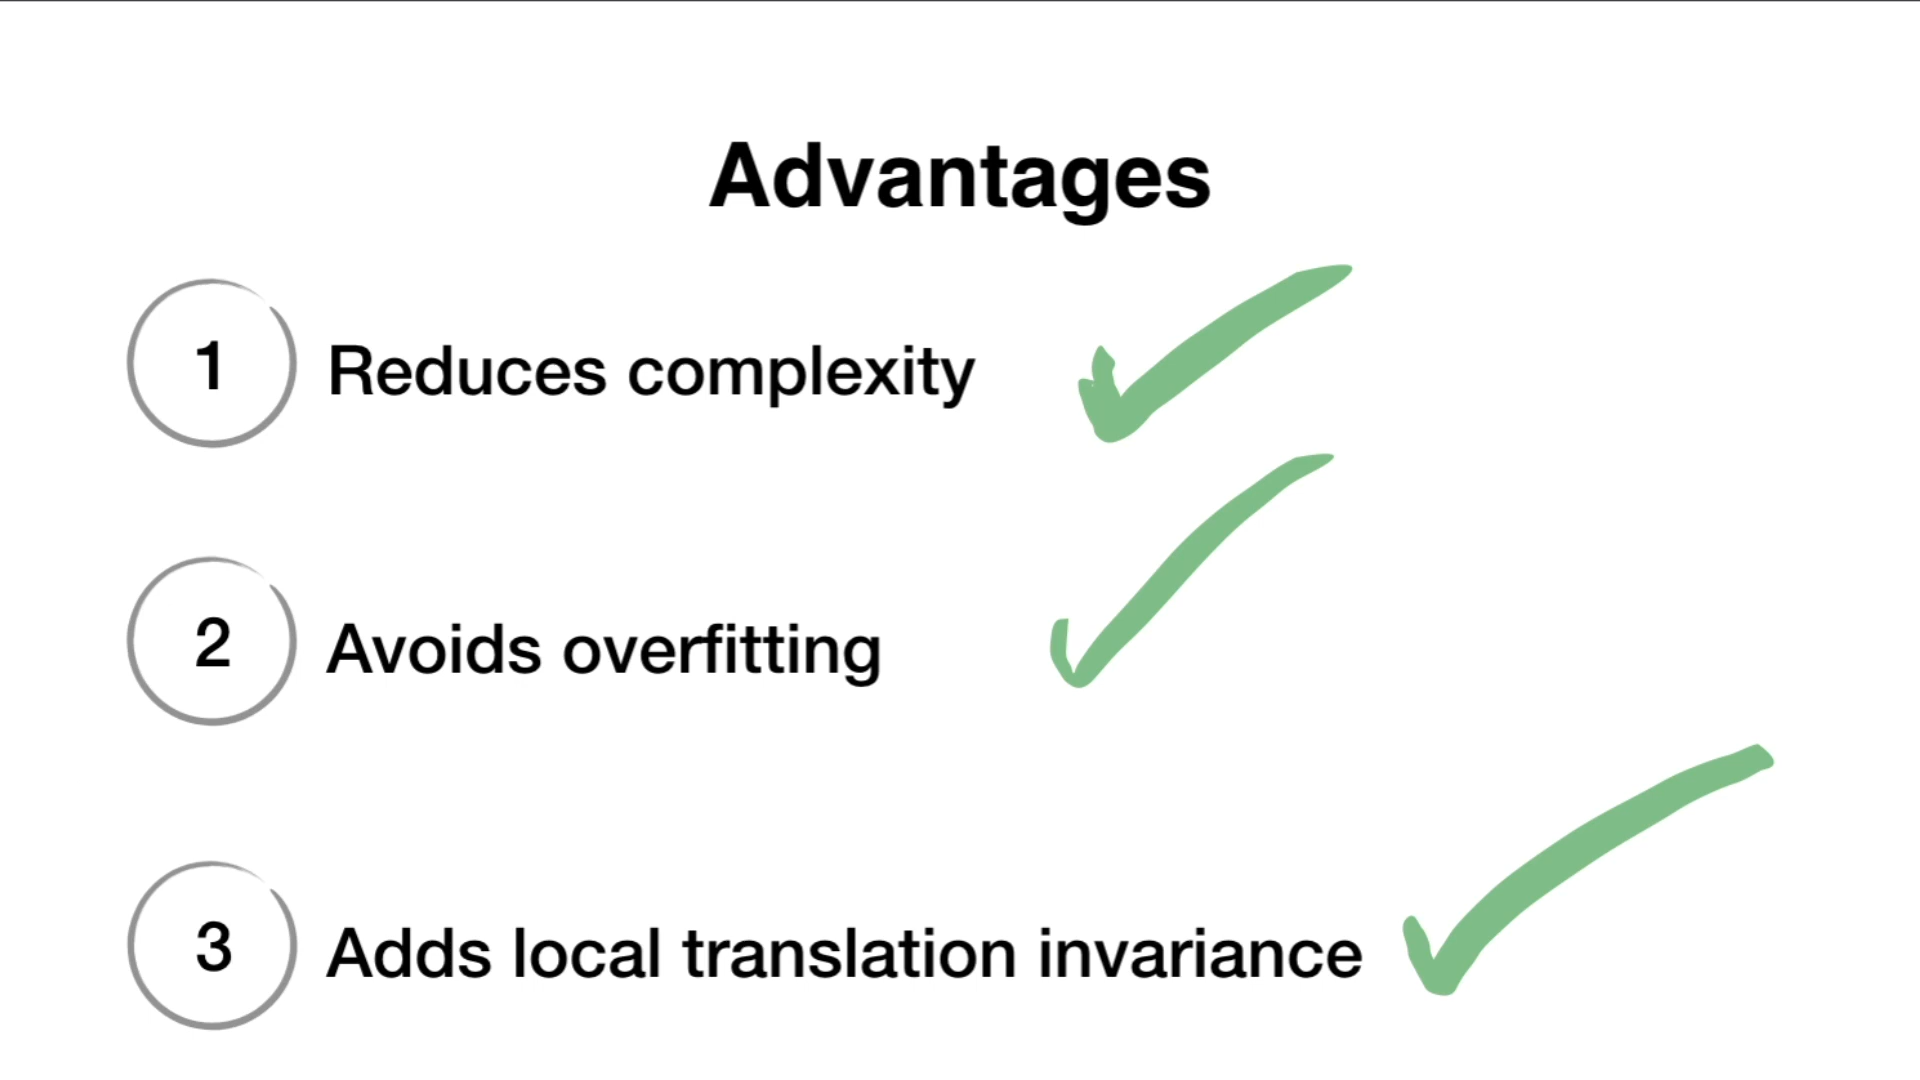 Advantages
1 Reduces complexity
2 Avoids overfitting
3 Adds local translation invariance